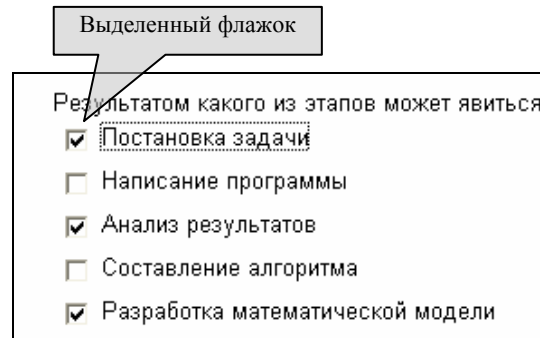 Выделенный флажок
Результатом какого из этапов может явиться
Постановка задачи
Написание программы
Анализ результатов
Составление алгоритма
Разработка математической модели